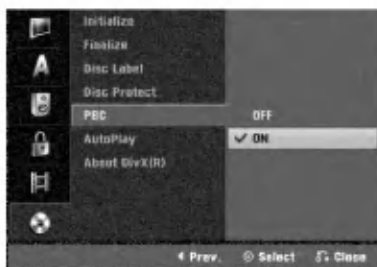 Initialize
Finalize
Disc Label
Disc Protect
PBC
OFF
AutoPlay
✓ ON
About DivX(R)
A
Prev.
Select
Close